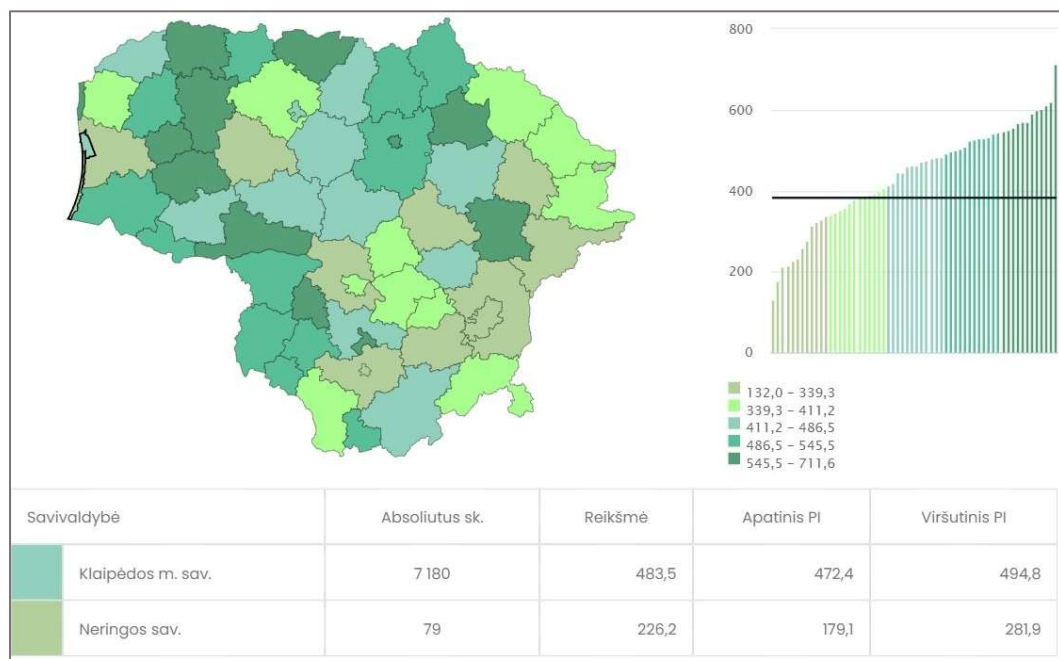 800
600
400
200
0
132,0 – 339,3
339,3 – 411,2
411,2 – 486,5
486,5 – 545,5
545,5 – 711,6
Savivaldybė Absoliutus sk. Reikšmė Apatinis PI Viršutinis PI
Klaipėdos m. sav. 7 180 483,5 472,4 494,8
Neringos sav. 79 226,2 179,1 281,9